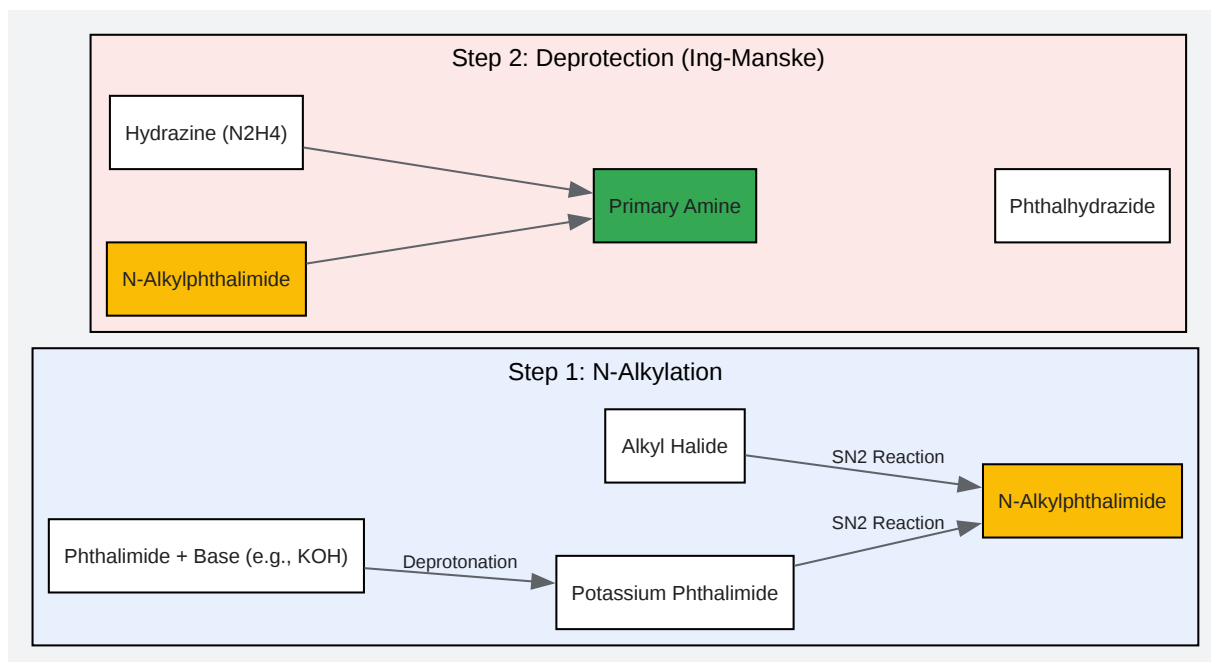 Step 2: Deprotection (Ing-Manske)
Hydrazine (N2H4)
Primary Amine
Phthalhydrazide
N-Alkylphthalimide
Step 1: N-Alkylation
Alkyl Halide
SN2 Reaction
N-Alkylphthalimide
SN2 Reaction
Phthalimide + Base (e.g., KOH)
Deprotonation
Potassium Phthalimide